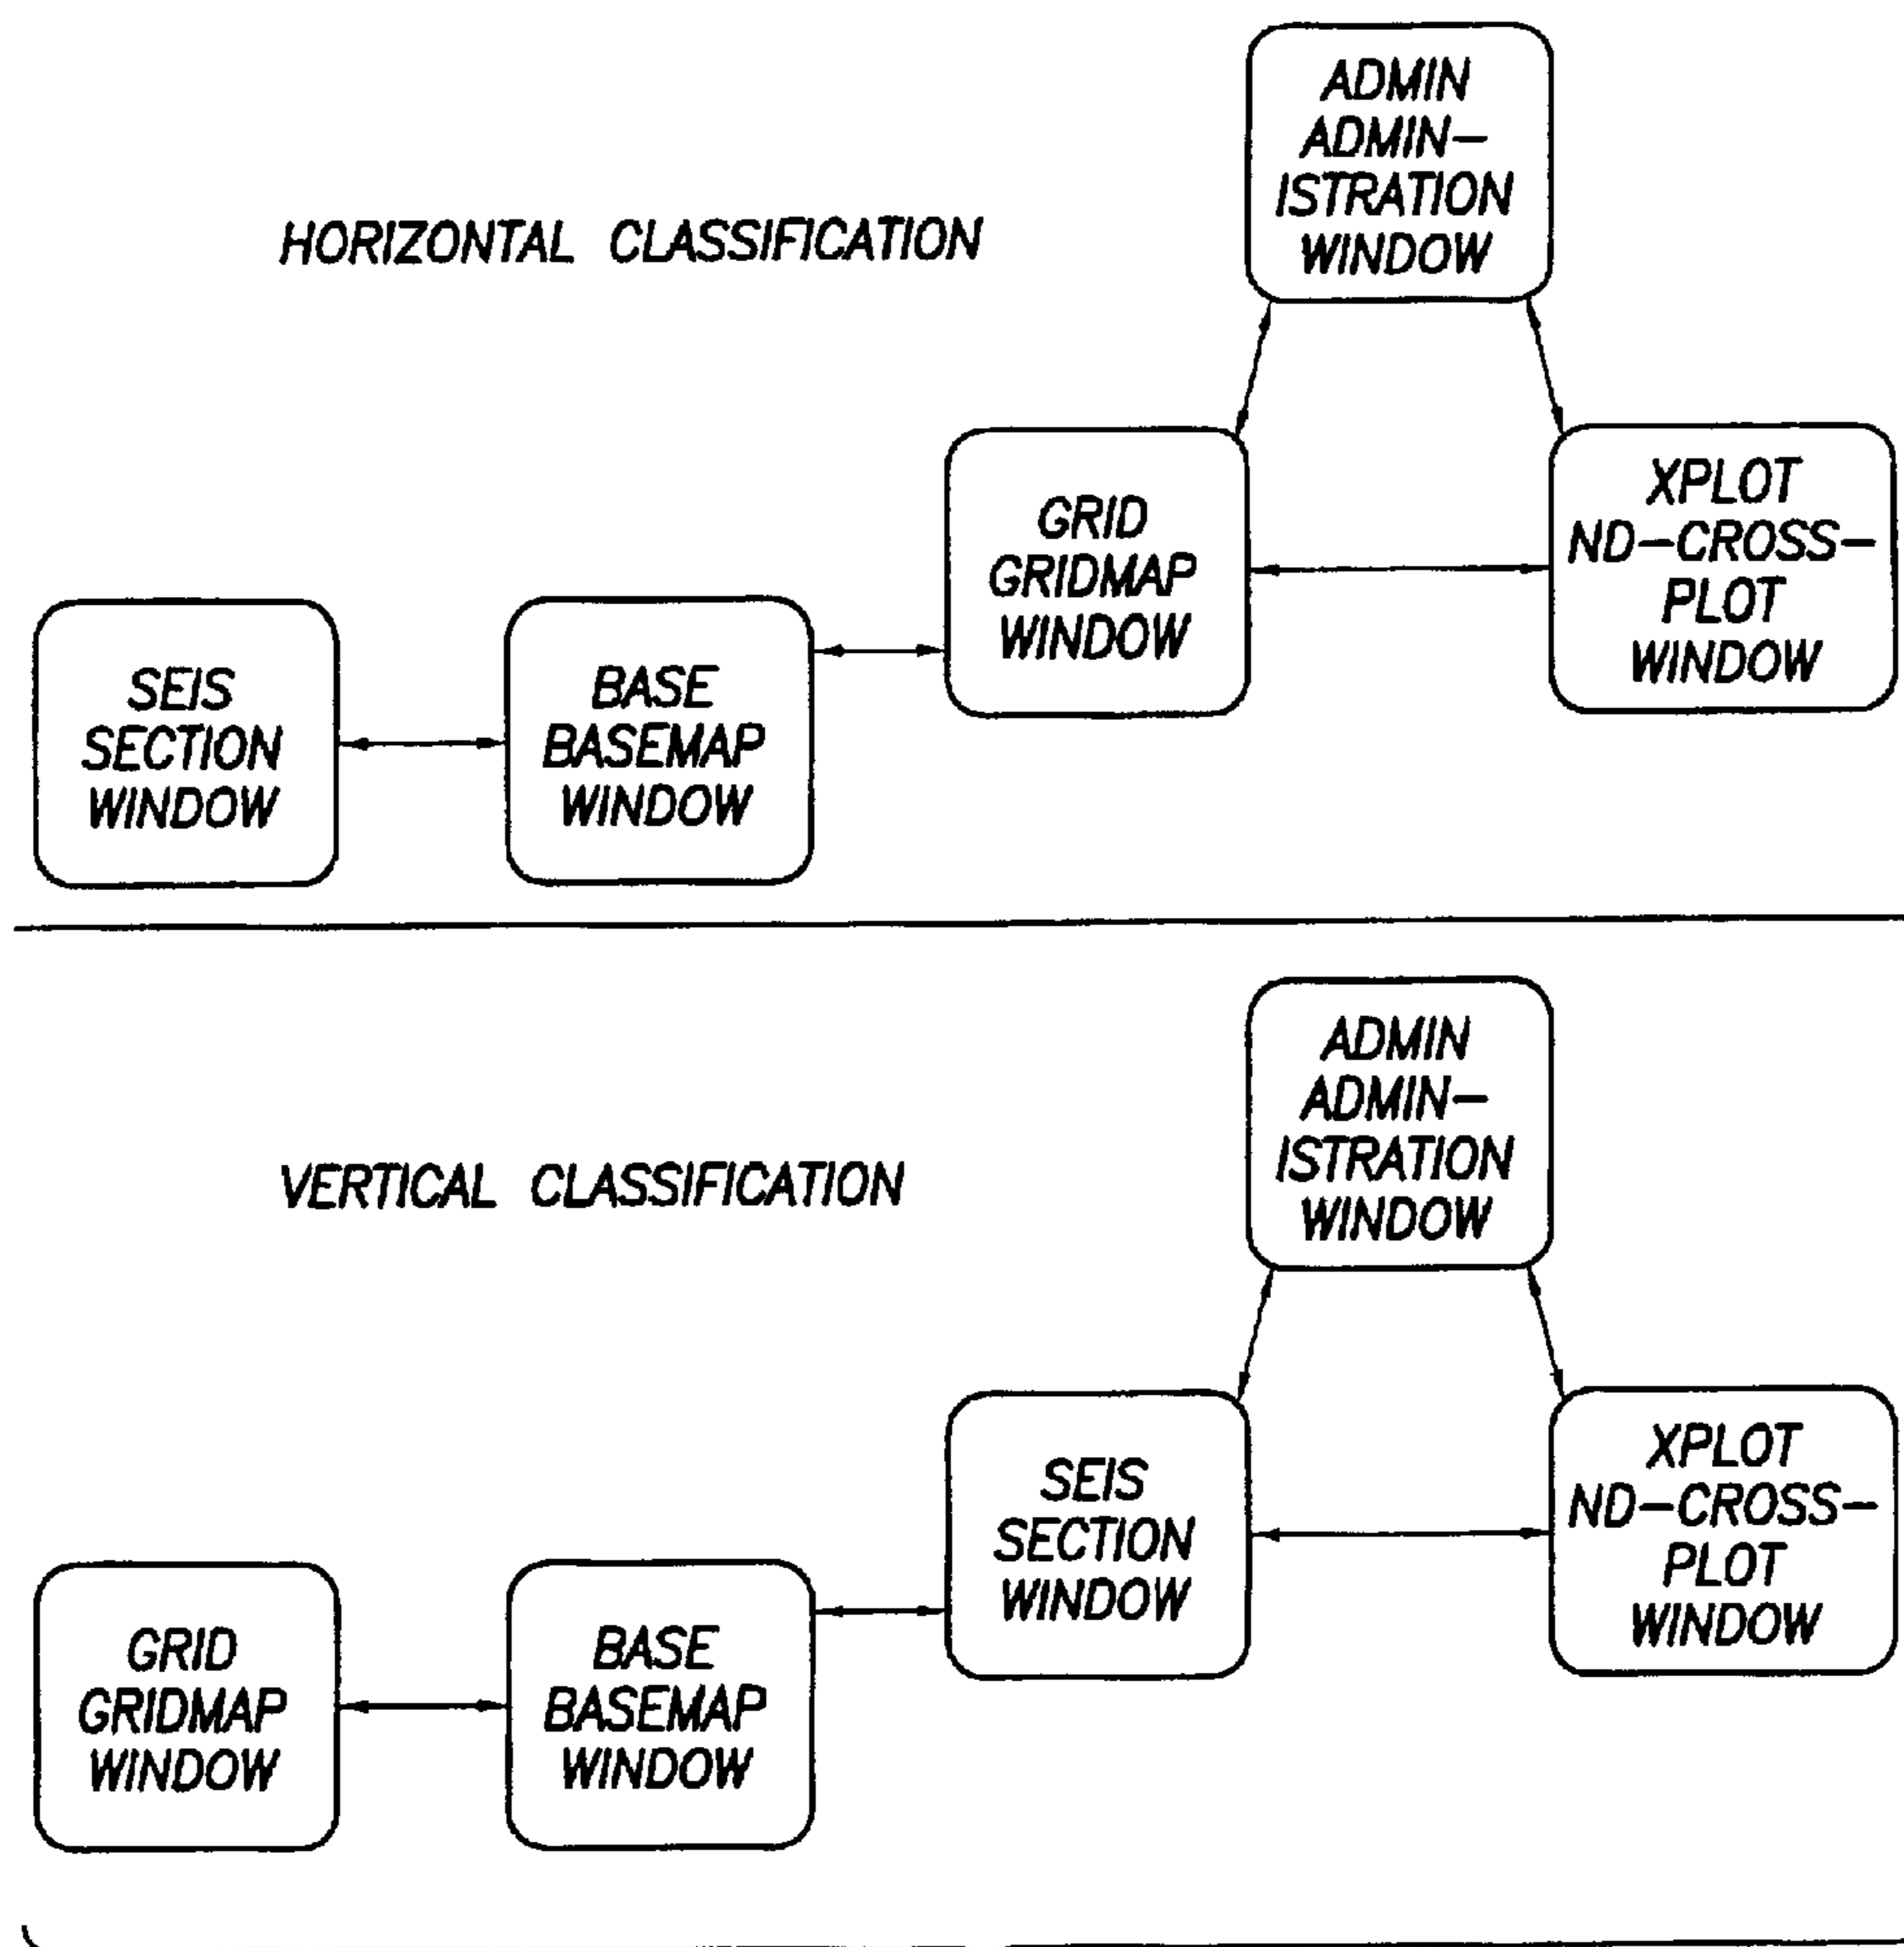 HORIZONTAL CLASSIFICATION
ADMIN
ADMIN-
ISTRATION
WINDOW
SEIS
SECTION
WINDOW
BASE
BASEMAP
WINDOW
GRID
GRIDMAP
WINDOW
XPLOT
ND-CROSS-
PLOT
WINDOW
VERTICAL CLASSIFICATION
ADMIN
ADMIN-
ISTRATION
WINDOW
GRID
GRIDMAP
WINDOW
BASE
BASEMAP
WINDOW
SEIS
SECTION
WINDOW
XPLOT
ND-CROSS-
PLOT
WINDOW